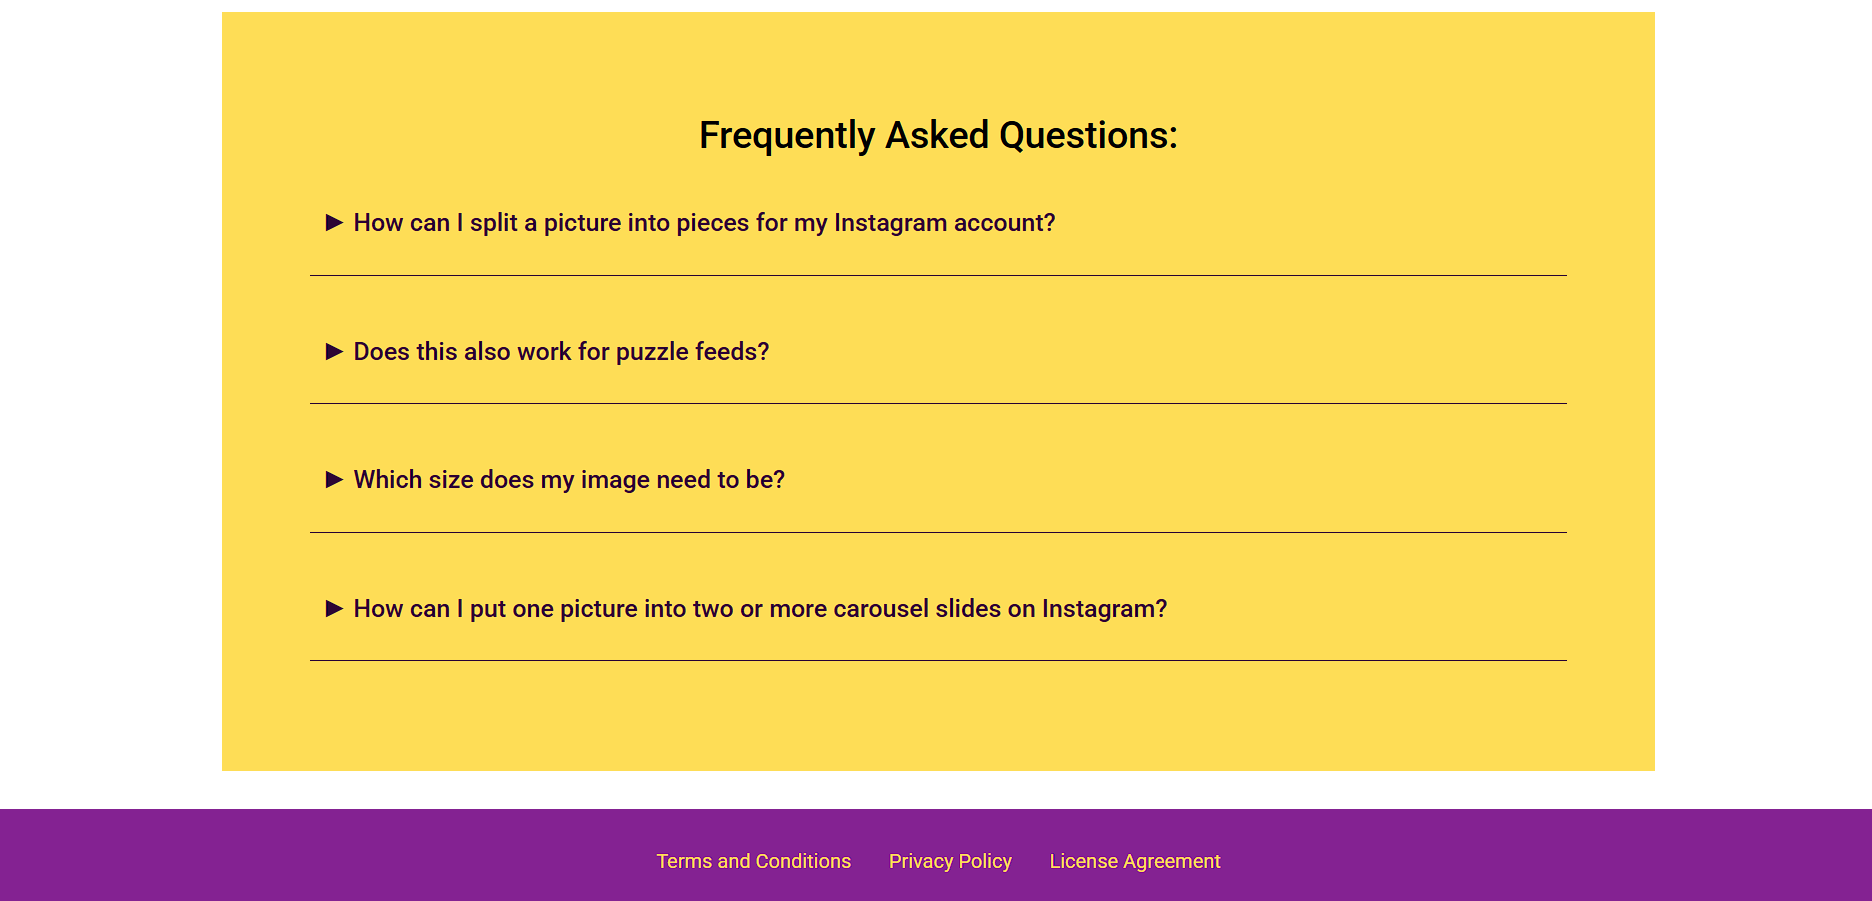 Frequently Asked Questions:
► How can I split a picture into pieces for my Instagram account?
► Does this also work for puzzle feeds?
► Which size does my image need to be?
► How can I put one picture into two or more carousel slides on Instagram?
Terms and Conditions Privacy Policy License Agreement